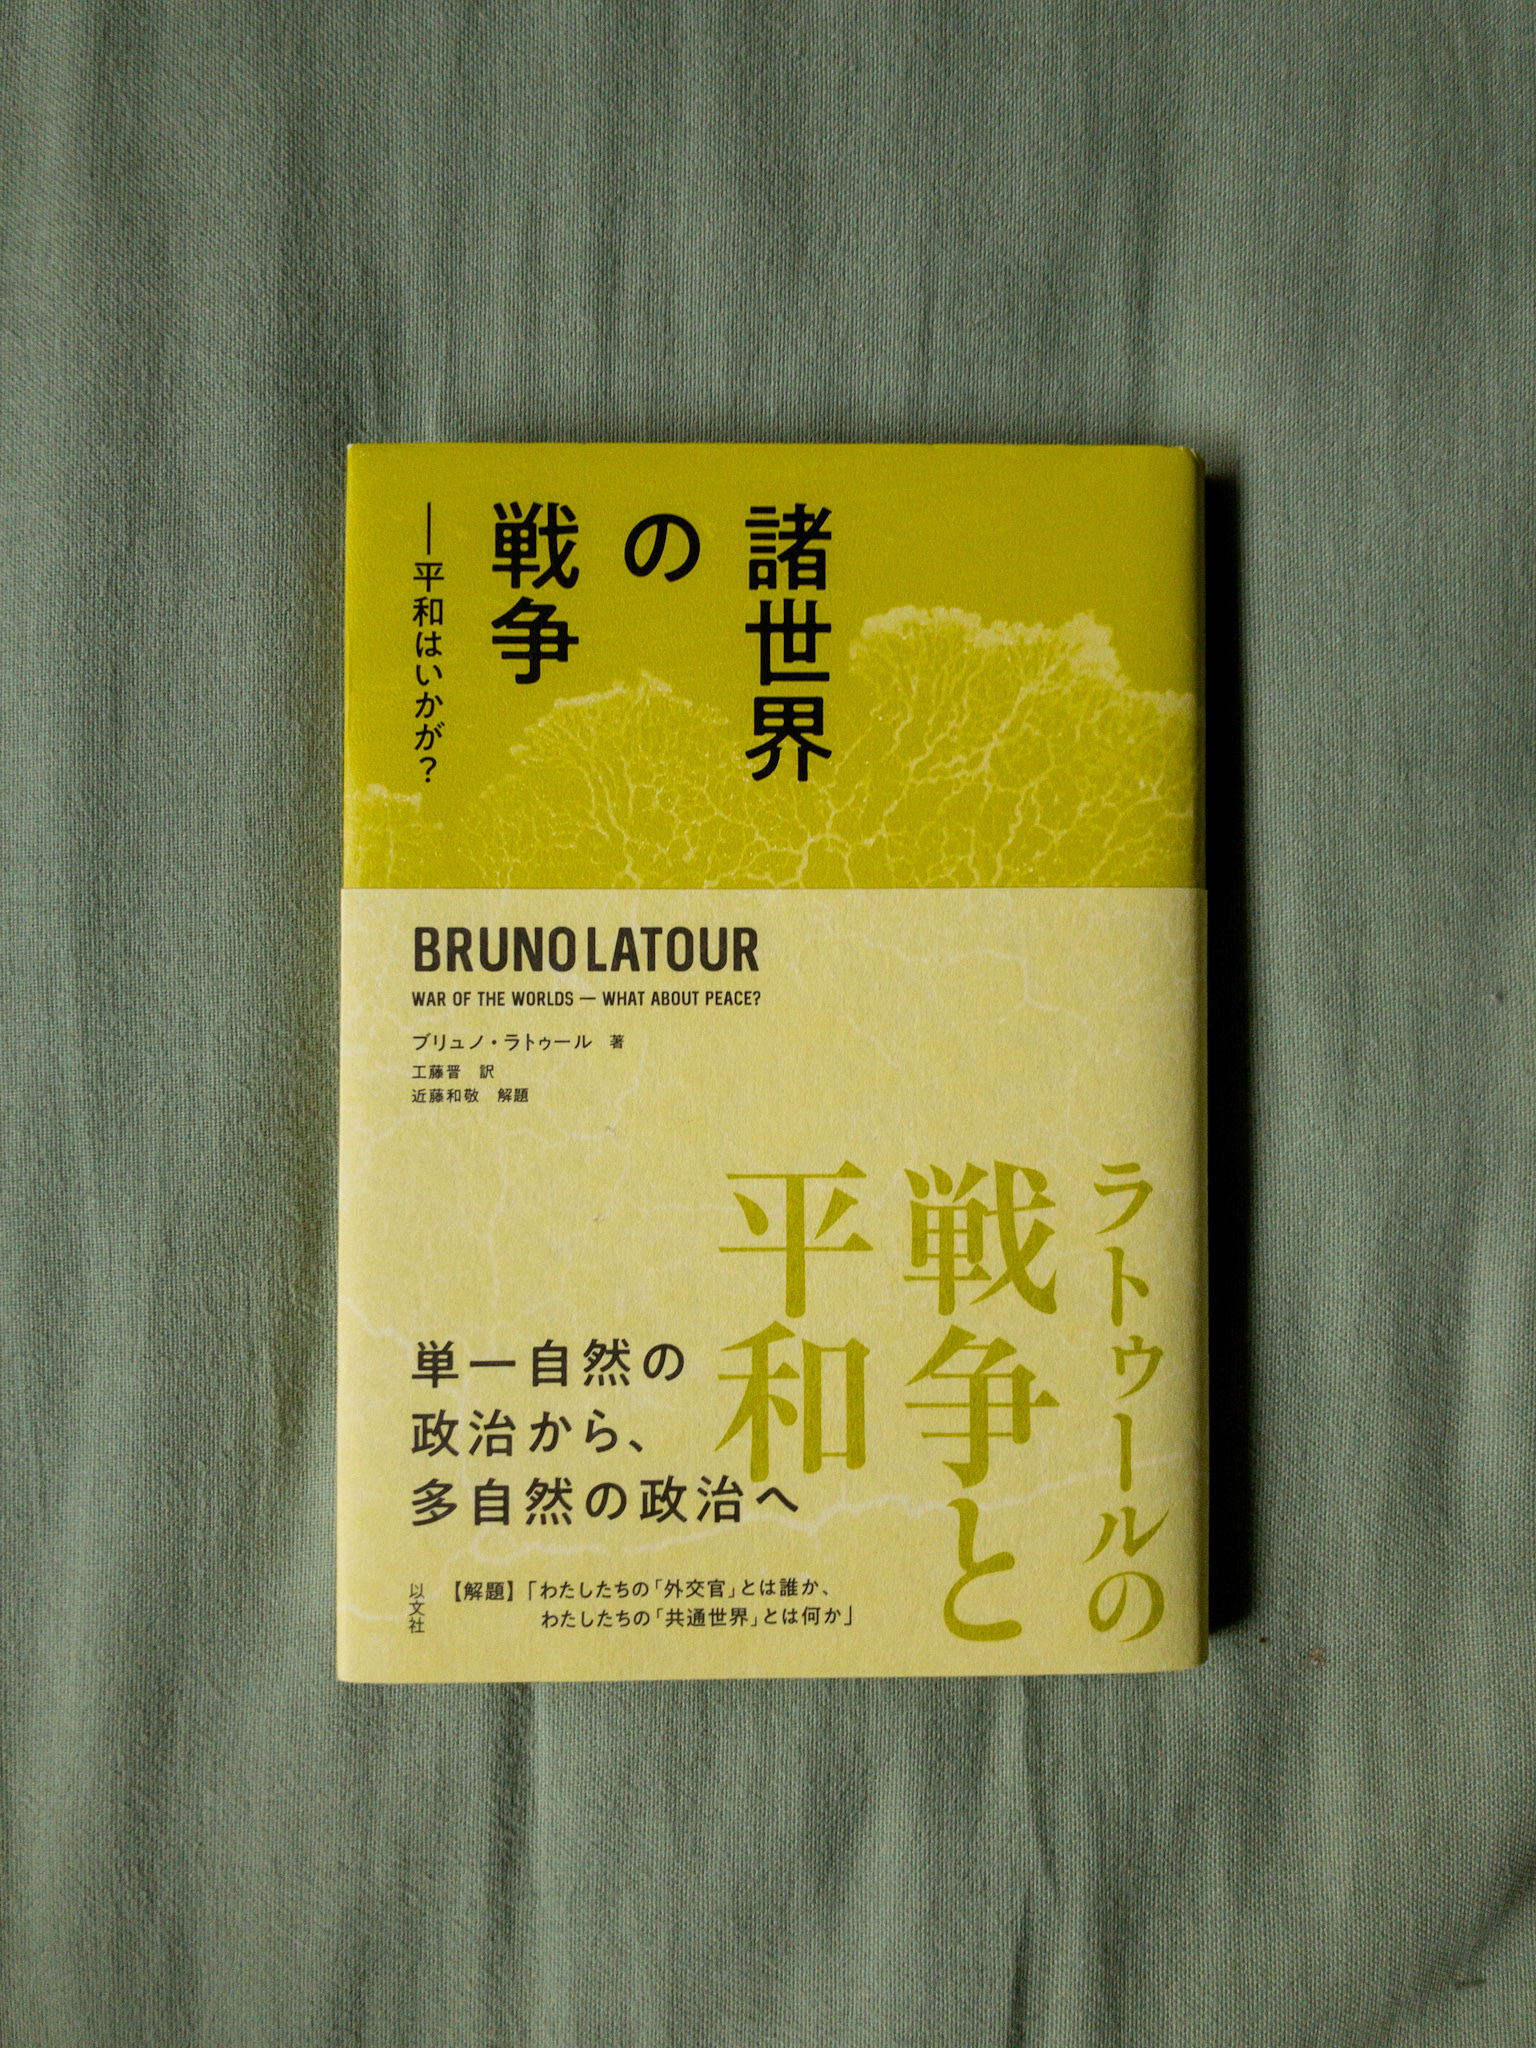 諸世界
の
戦争
──平和はいかが？
BRUNO LATOUR
WAR OF THE WORLDS — WHAT ABOUT PEACE?
ブリュノ・ラトゥール 著
工藤晋 訳
近藤和敬 解題
ラトゥールの
戦争と
平和
単一自然の
政治から、
多自然の政治へ
【解題】「わたしたちの「外交官」とは誰か、
わたしたちの「共通世界」とは何か」
以文社